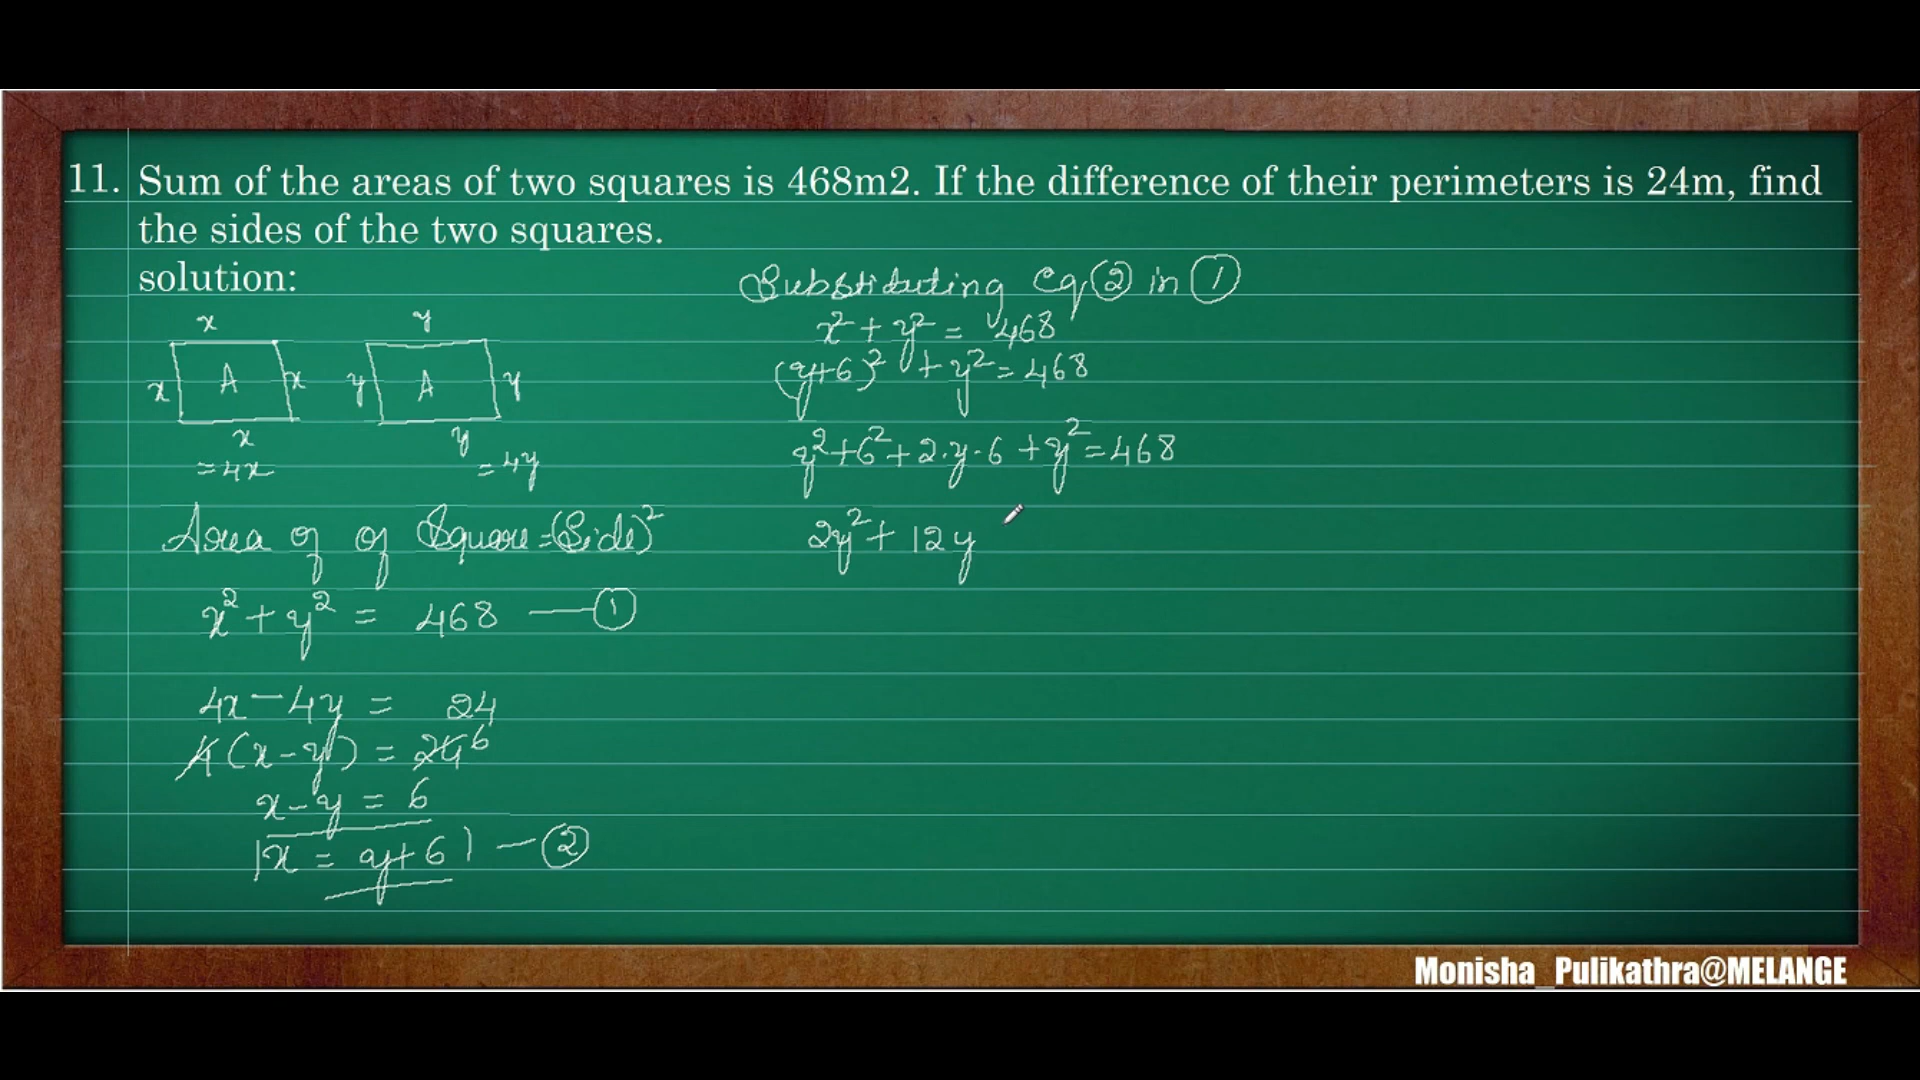 11. Sum of the areas of two squares is 468m2. If the difference of their perimeters is 24m, find
the sides of the two squares.
solution:
x
x A x
x
= 4x
y
y A y
y
= 4y
Area of of Square = (Side)²
x² + y² = 468 — ①
4x − 4y = 24
4(x − y) = 24 6
x − y = 6
x = y + 6 — ②
Substituting Eq ② in ①
x² + y² = 468
(y+6)² + y² = 468
y² + 6² + 2·y·6 + y² = 468
2y² + 12y
Monisha_Pulikathra@MELANGE